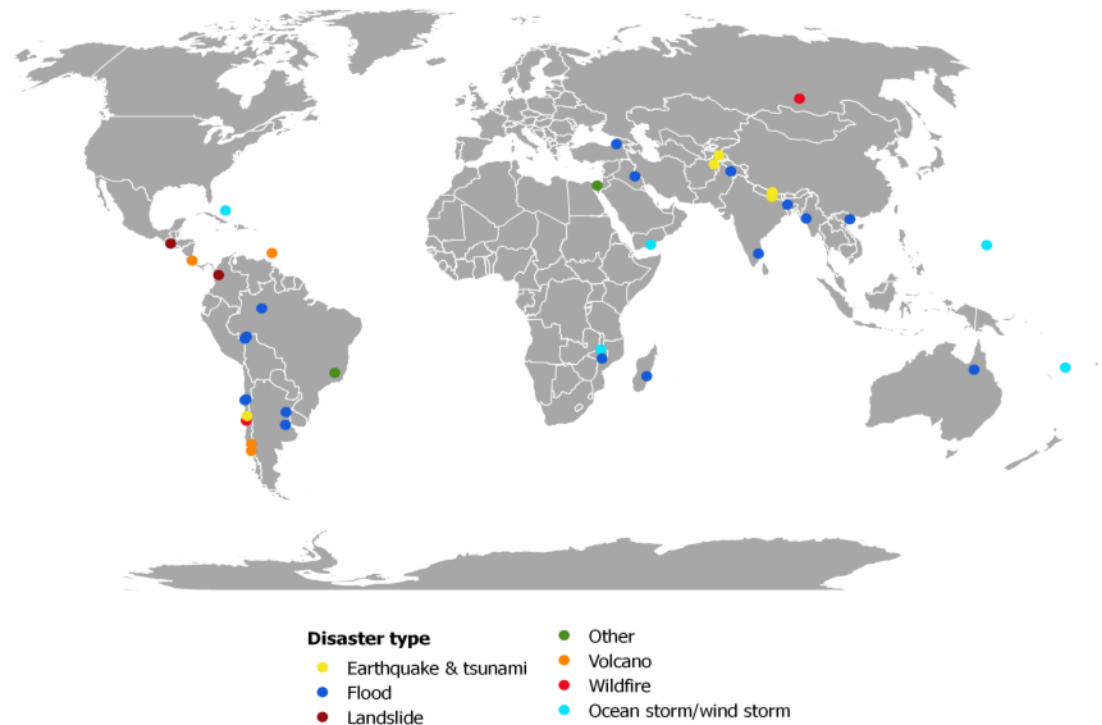 Disaster type
Earthquake & tsunami
Flood
Landslide
Other
Volcano
Wildfire
Ocean storm/wind storm